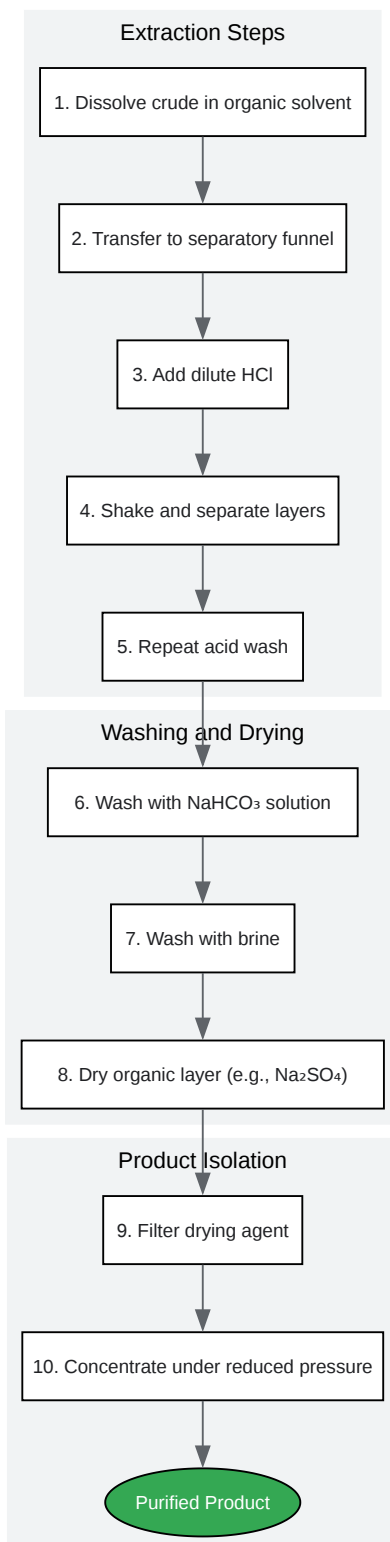 Extraction Steps
1. Dissolve crude in organic solvent
2. Transfer to separatory funnel
3. Add dilute HCl
4. Shake and separate layers
5. Repeat acid wash
Washing and Drying
6. Wash with NaHCO₃ solution
7. Wash with brine
8. Dry organic layer (e.g., Na₂SO₄)
Product Isolation
9. Filter drying agent
10. Concentrate under reduced pressure
Purified Product